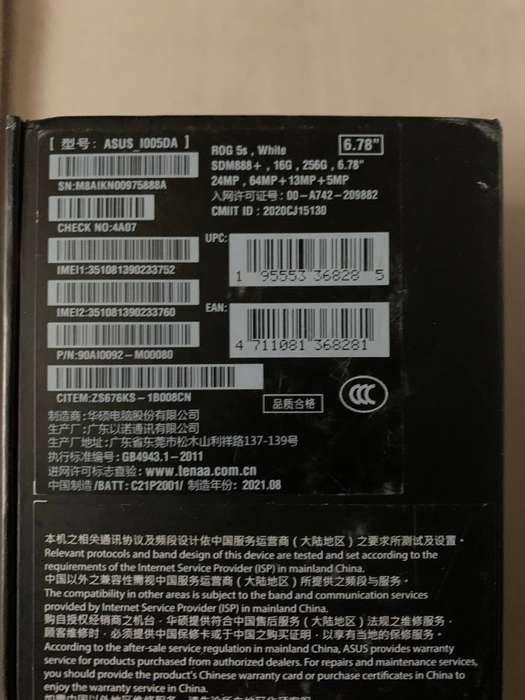 [ 型号: ASUS_I005DA ]
SN:M8AIKN00975888A
CHECK NO:4A07
IMEI1:351081390233752
IMEI2:351081390233760
P/N:90AI0092-M00080
CITEM:ZS676KS-1B008CN
ROG 5s , White
6.78"
SDM888+ , 16G , 256G , 6.78"
24MP , 64MP+13MP+5MP
入网许可证号: 00-A742-209882
CMIIT ID : 2020CJ15130
UPC:
1 95553 36828 5
EAN:
4 711081 368281
品质合格
CCC
制造商: 华硕电脑股份有限公司
生产厂: 广东以诺通讯有限公司
生产厂地址: 广东省东莞市松木山利祥路137-139号
执行标准编号: GB4943.1-2011
进网许可标志查验: www.tenaa.com.cn
中国制造 /BATT: C21P2001/ 制造年份: 2021.08
本机之相关通讯协议及频段设计依中国服务运营商（大陆地区）之要求所测试及设置。
Relevant protocols and band design of this device are tested and set according to the
requirements of the Internet Service Provider (ISP) in mainland China.
中国以外之兼容性需视中国服务运营商（大陆地区）所提供之频段与服务。
The compatibility in other areas is subject to the band and communication services
provided by Internet Service Provider (ISP) in mainland China.
购自授权经销商之机台，华硕提供符合中国售后服务（大陆地区）法规之维修服务，
顾客维修时，必须提供中国保修卡或于中国之购买证明，以享有当地的保修服务。
According to the after-sale service regulation in mainland China, ASUS provides warranty
service for products purchased from authorized dealers. For repairs and maintenance services,
you should provide the product's Chinese warranty card or purchase certificates in China to
enjoy the warranty service in China.